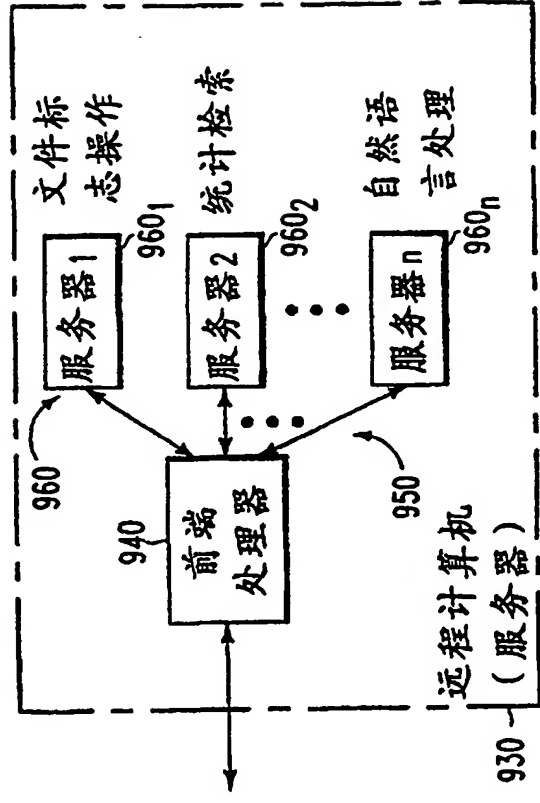 文件标
志操作
服务器1
960
960₁
940
前端
处理器
统计检索
服务器2
960₂
自然语
言处理
服务器n
960ₙ
950
远程计算机
（服务器）
930